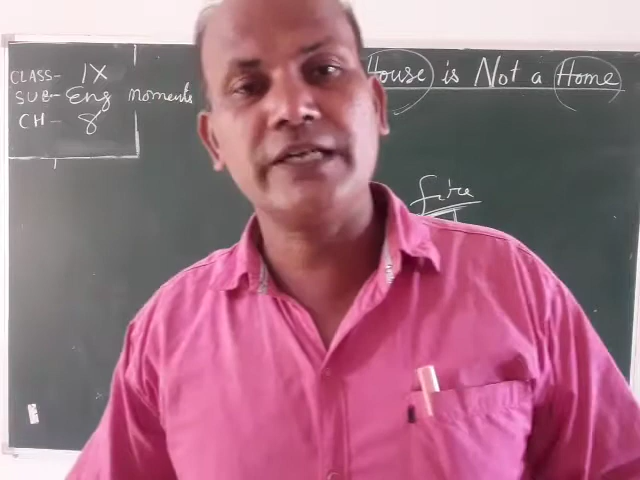 CLASS- IX
SUB- Eng Moments
CH- 8
House is Not a Home
fire